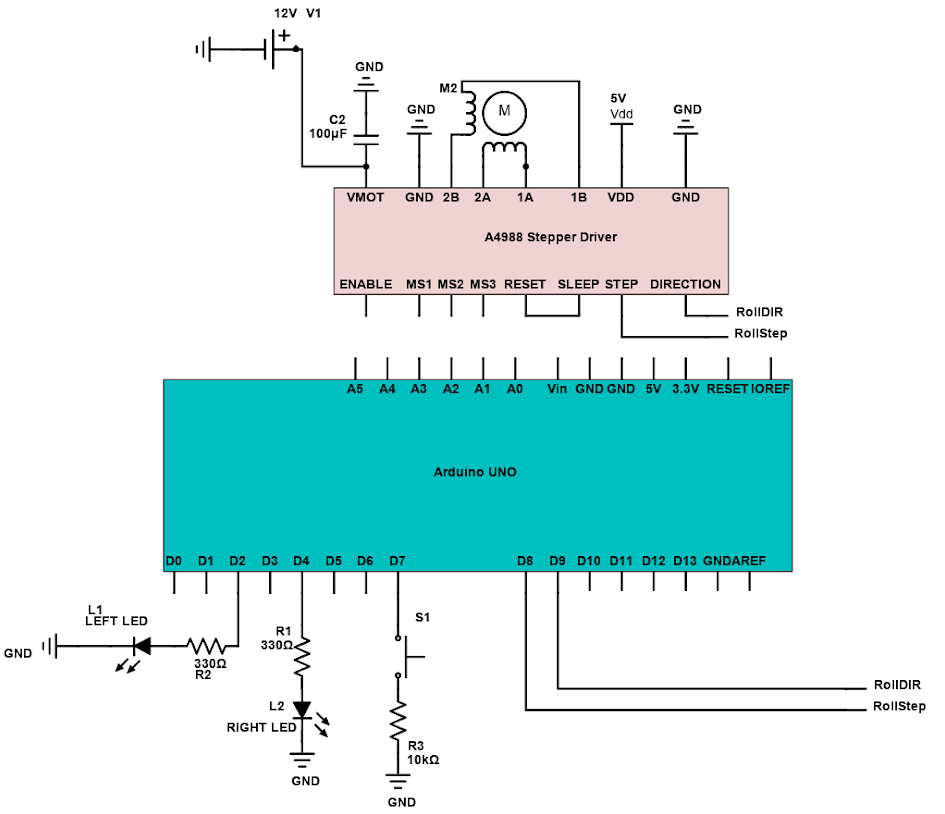 12V V1
GND
C2
100µF
GND
M2
M
5V
Vdd
GND
VMOT GND 2B 2A 1A 1B VDD GND
A4988 Stepper Driver
ENABLE MS1 MS2 MS3 RESET SLEEP STEP DIRECTION
RollDIR
RollStep
A5 A4 A3 A2 A1 A0 Vin GND GND 5V 3.3V RESET IOREF
Arduino UNO
D0 D1 D2 D3 D4 D5 D6 D7 D8 D9 D10 D11 D12 D13 GND AREF
L1
LEFT LED
GND
330Ω
R2
R1
330Ω
S1
L2
RIGHT LED
GND
R3
10kΩ
GND
RollDIR
RollStep